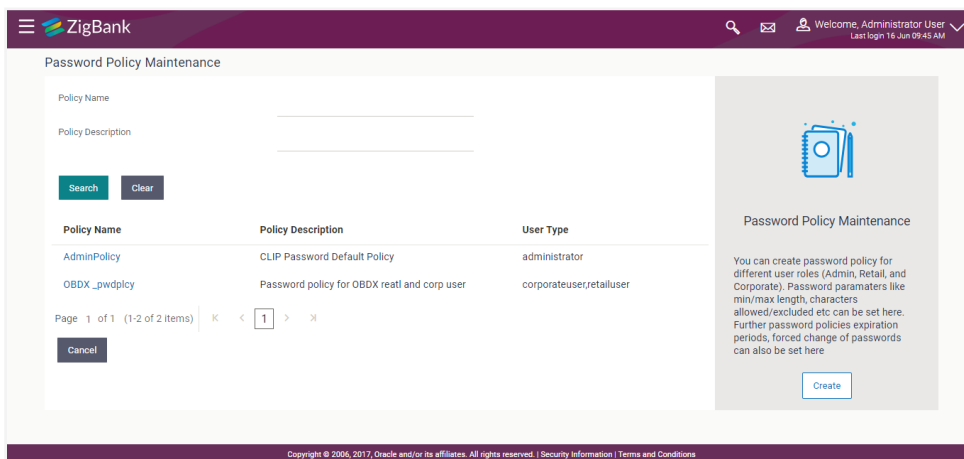 ZigBank
Welcome, Administrator User
Last login 16 Jun 09:45 AM
Password Policy Maintenance
Policy Name
Policy Description
Search Clear
Policy Name Policy Description User Type
AdminPolicy CLIP Password Default Policy administrator
OBDX _pwdplcy Password policy for OBDX reatl and corp user corporateuser,retailuser
Page 1 of 1 (1-2 of 2 items) 1
Cancel
Password Policy Maintenance
You can create password policy for
different user roles (Admin, Retail, and
Corporate). Password paramaters like
min/max length, characters
allowed/excluded etc can be set here.
Further password policies expiration
periods, forced change of passwords
can also be set here
Create
Copyright © 2006, 2017, Oracle and/or its affiliates. All rights reserved. | Security Information | Terms and Conditions